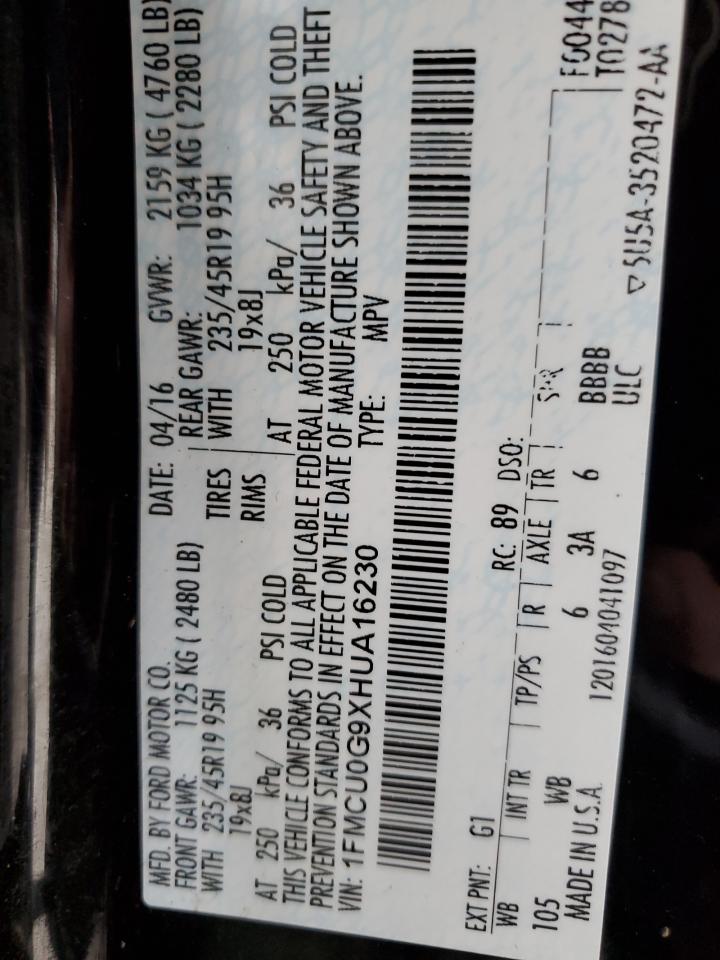 MFD. BY FORD MOTOR CO.
DATE: 04/16 GVWR: 2159 KG ( 4760 LB)
FRONT GAWR: 1125 KG ( 2480 LB) REAR GAWR: 1034 KG ( 2280 LB)
WITH 235/45R19 95H TIRES WITH 235/45R19 95H
19x8J RIMS 19x8J
AT 250 kPa/ 36 PSI COLD AT 250 kPa/ 36 PSI COLD
THIS VEHICLE CONFORMS TO ALL APPLICABLE FEDERAL MOTOR VEHICLE SAFETY AND THEFT
PREVENTION STANDARDS IN EFFECT ON THE DATE OF MANUFACTURE SHOWN ABOVE.
VIN: 1FMCU0G9XHUA16230 TYPE: MPV
EXT PNT: G1 RC: 89 DSO:
WB INT TR TP/PS R AXLE TR
F0044
T0278
105 WB 6 3A 6 BBBB
MADE IN U.S.A. 1201604041097 ULC
5U5A-3520472-AA